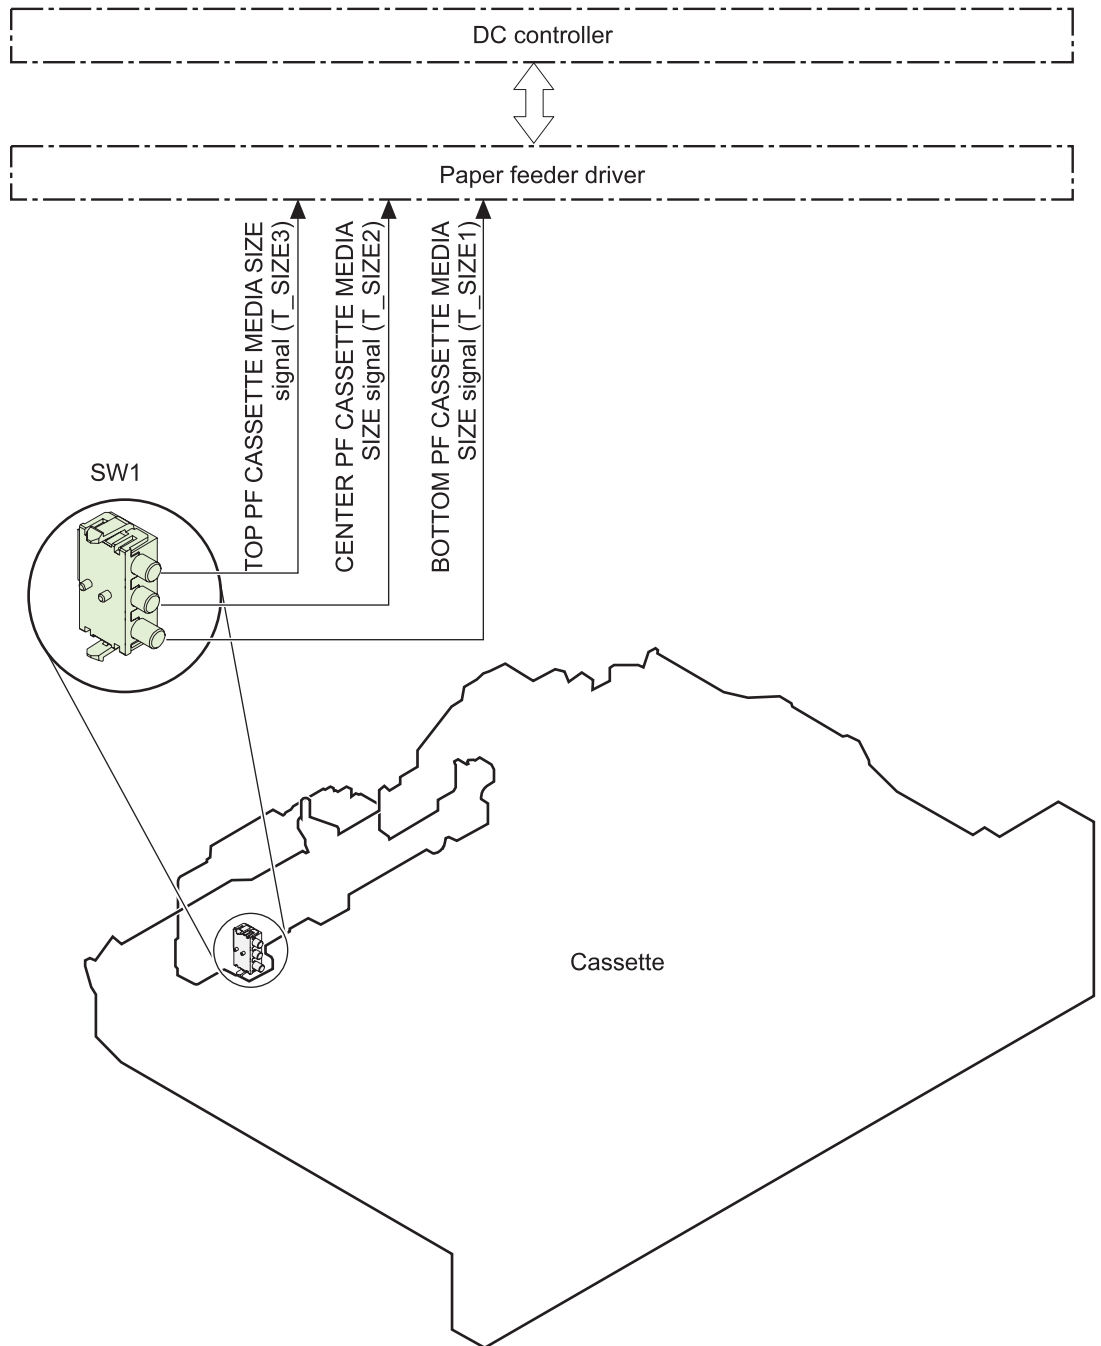 DC controller
Paper feeder driver
TOP PF CASSETTE MEDIA SIZE
signal (T_SIZE3)
CENTER PF CASSETTE MEDIA
SIZE signal (T_SIZE2)
BOTTOM PF CASSETTE MEDIA
SIZE signal (T_SIZE1)
SW1
Cassette